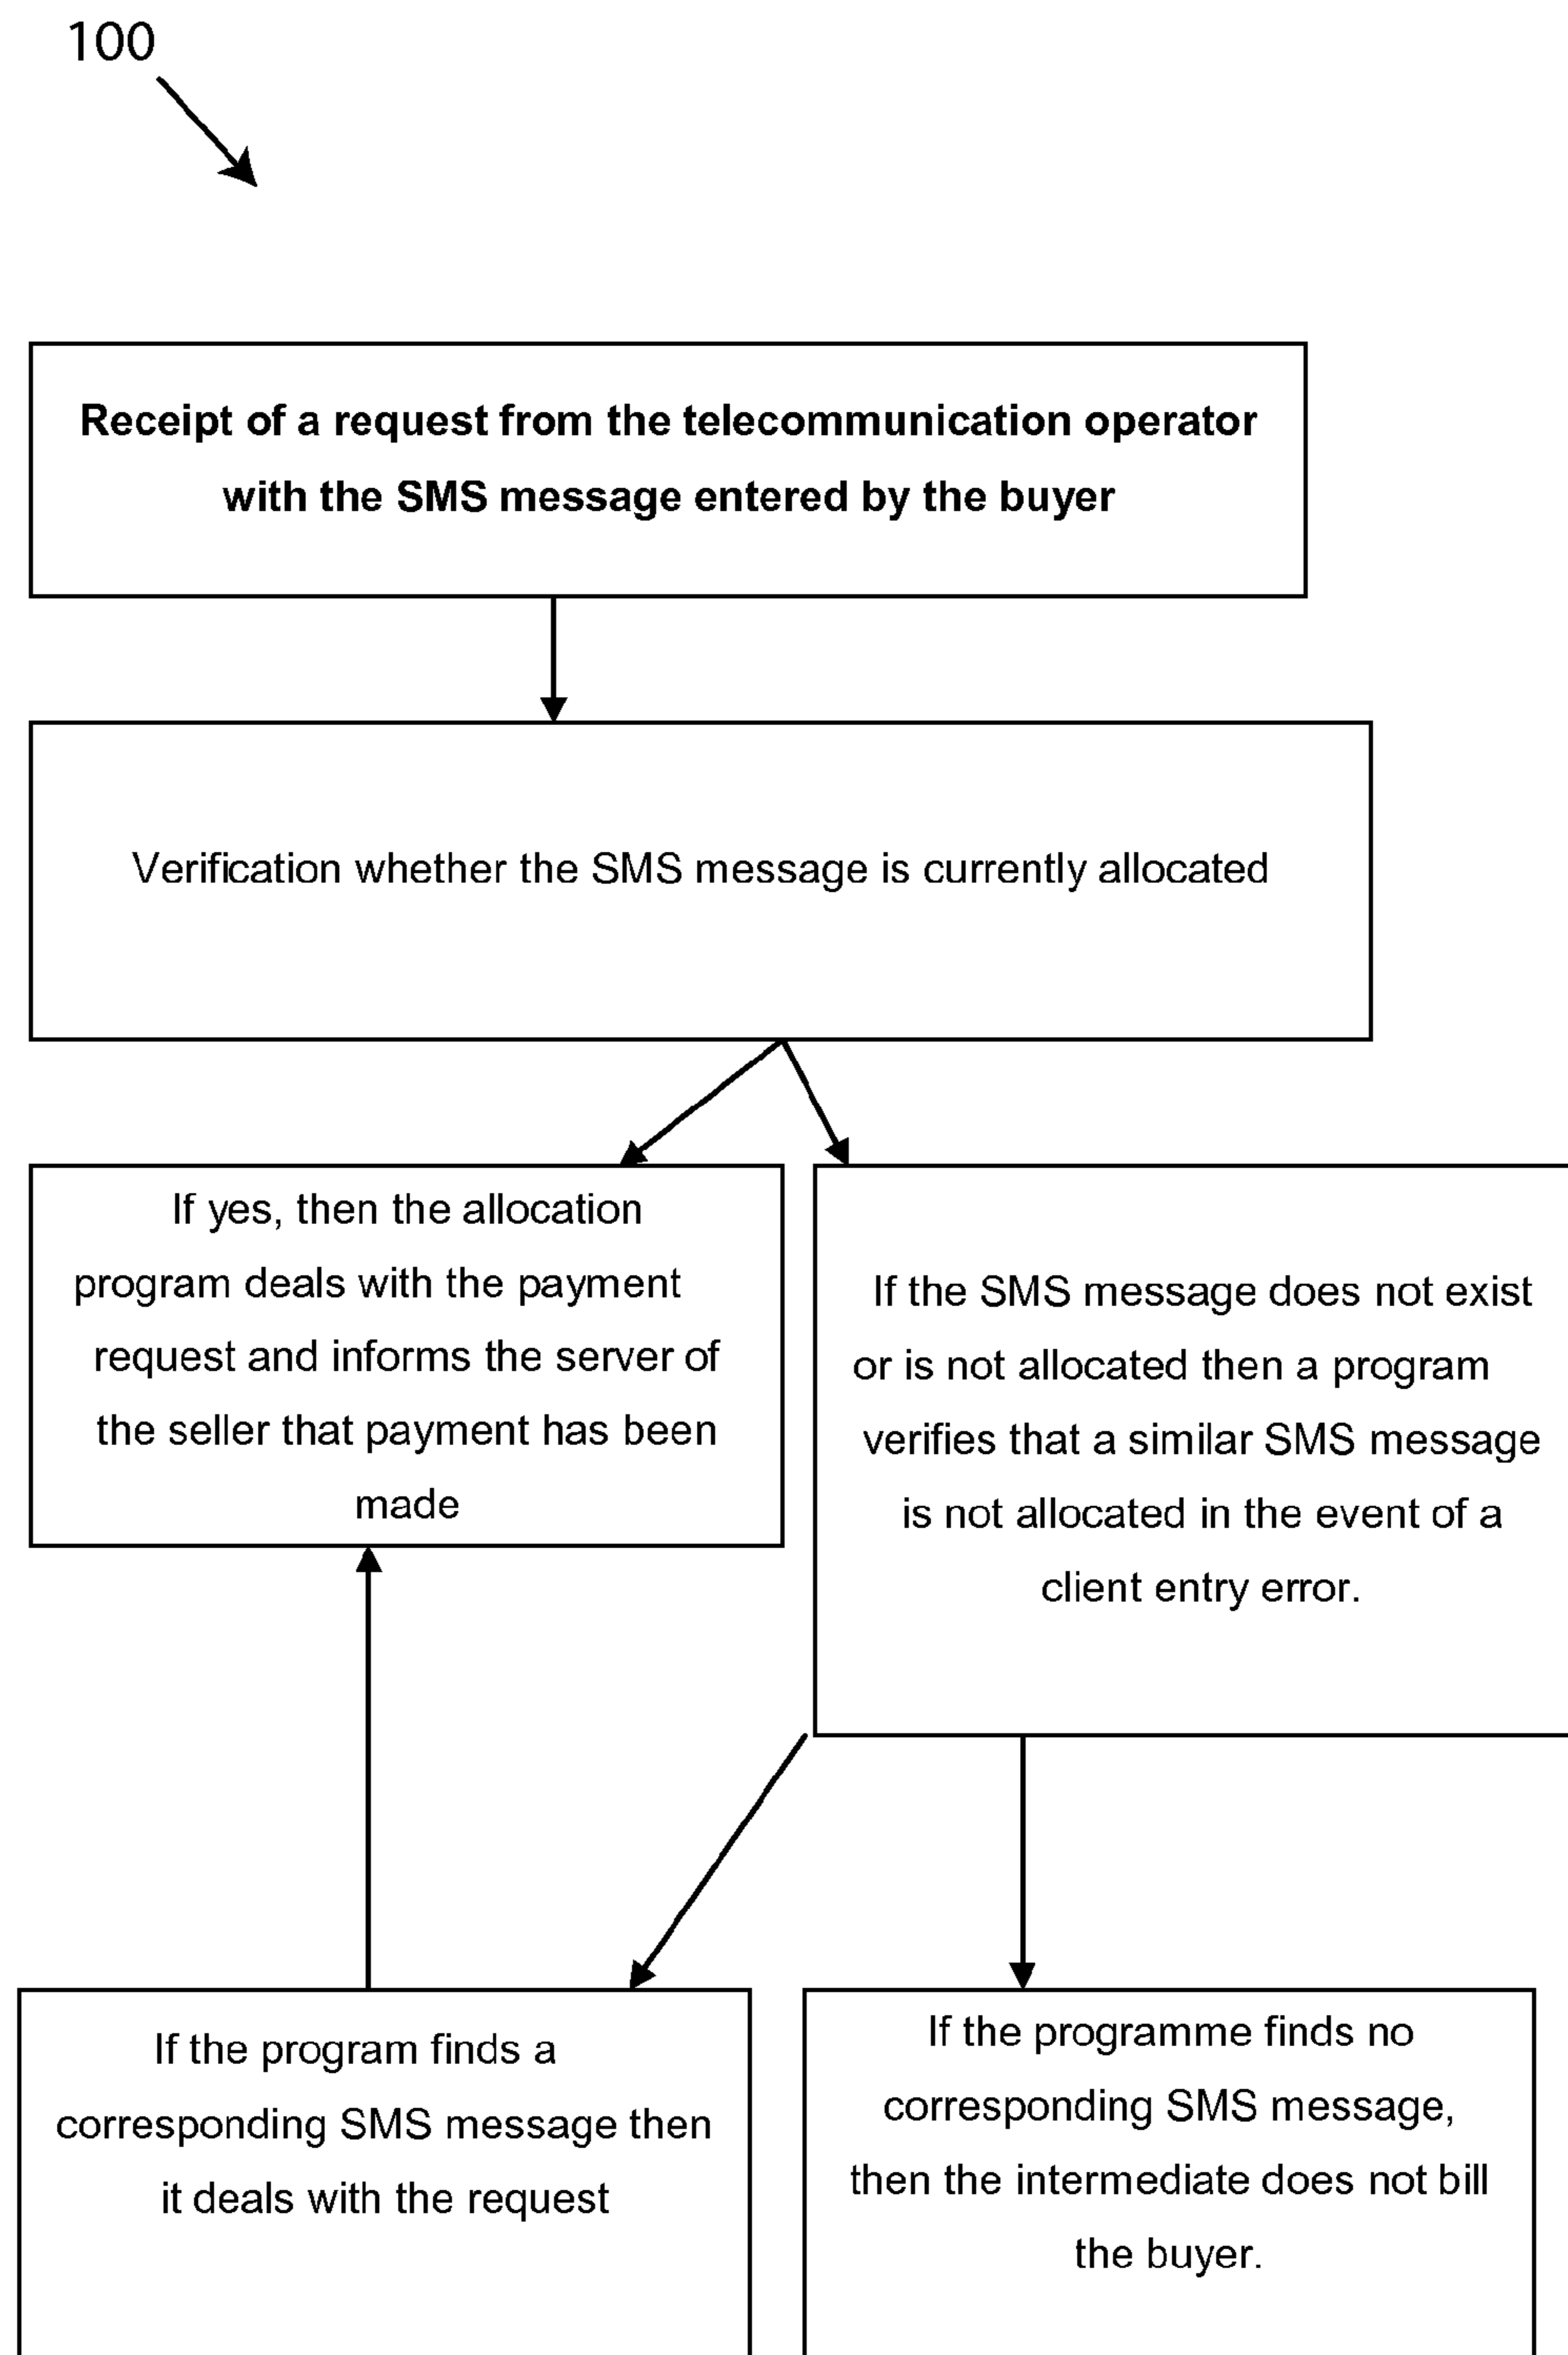 100
Receipt of a request from the telecommunication operator
with the SMS message entered by the buyer
Verification whether the SMS message is currently allocated
If yes, then the allocation
program deals with the payment
request and informs the server of
the seller that payment has been
made
If the SMS message does not exist
or is not allocated then a program
verifies that a similar SMS message
is not allocated in the event of a
client entry error.
If the program finds a
corresponding SMS message then
it deals with the request
If the programme finds no
corresponding SMS message,
then the intermediate does not bill
the buyer.